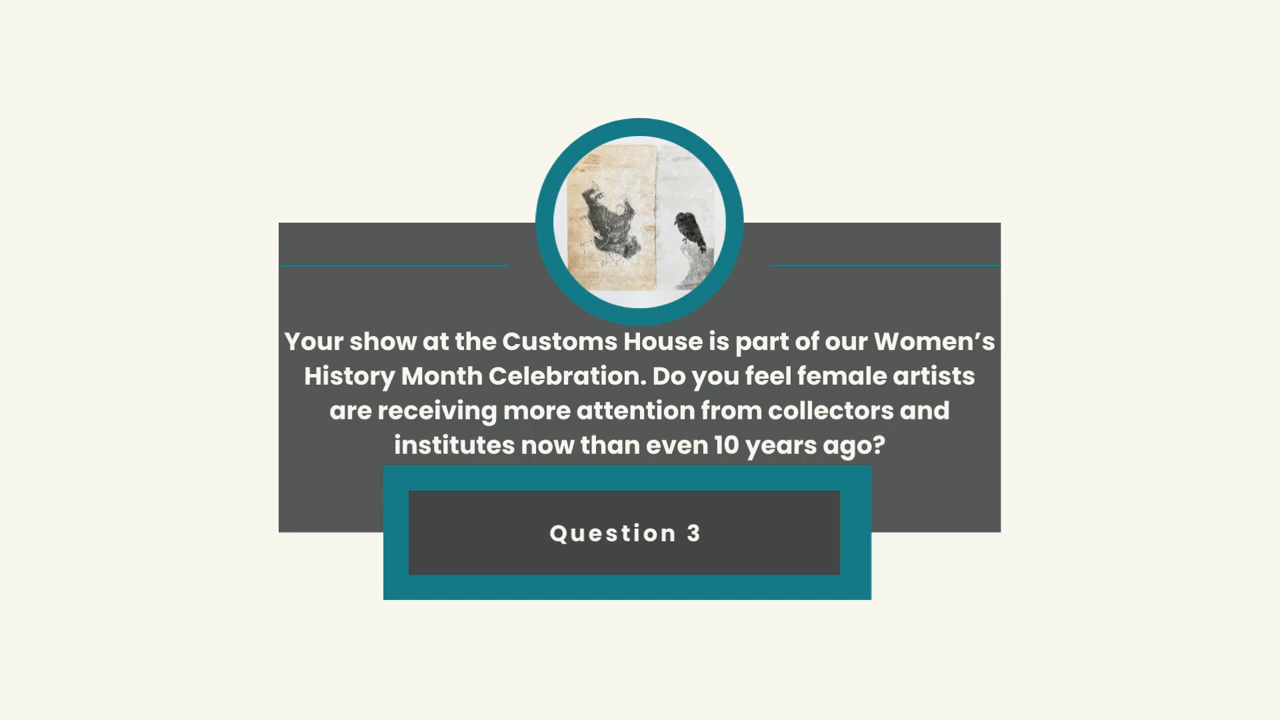 Your show at the Customs House is part of our Women’s
History Month Celebration. Do you feel female artists
are receiving more attention from collectors and
institutes now than even 10 years ago?
Question 3